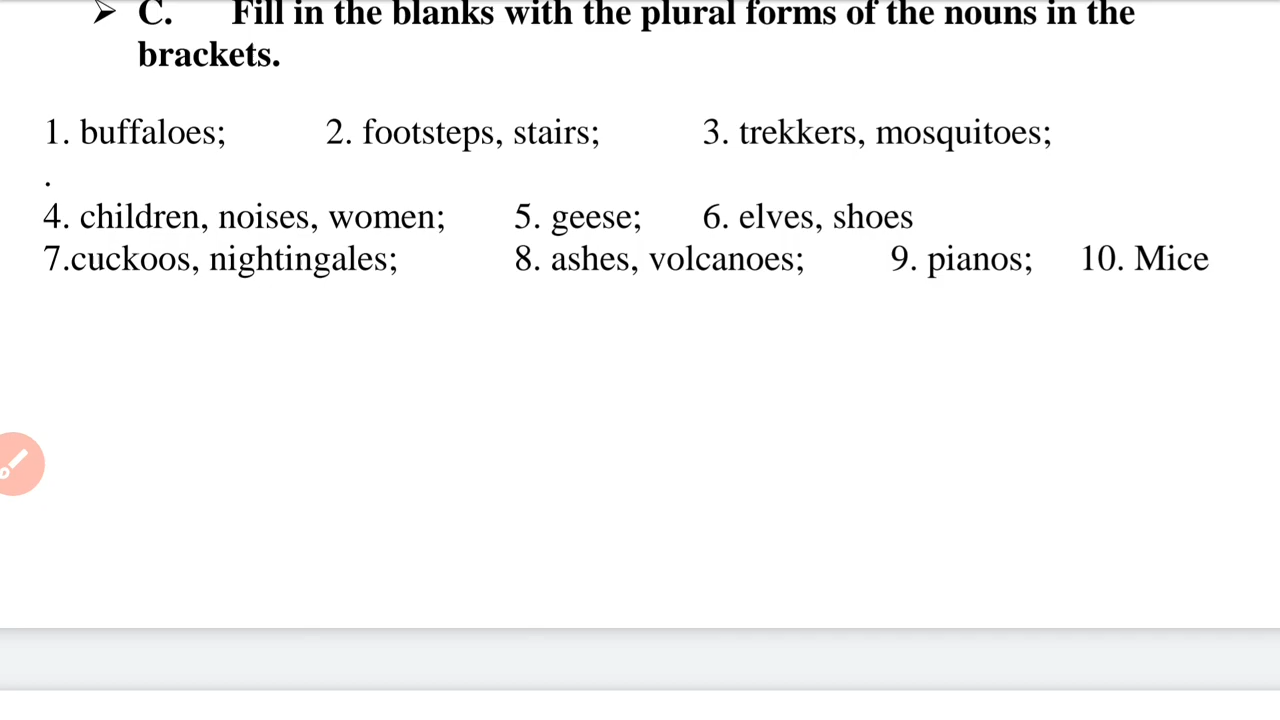 ➢ C. Fill in the blanks with the plural forms of the nouns in the
brackets.
1. buffaloes; 2. footsteps, stairs; 3. trekkers, mosquitoes;
.
4. children, noises, women; 5. geese; 6. elves, shoes
7.cuckoos, nightingales; 8. ashes, volcanoes; 9. pianos; 10. Mice